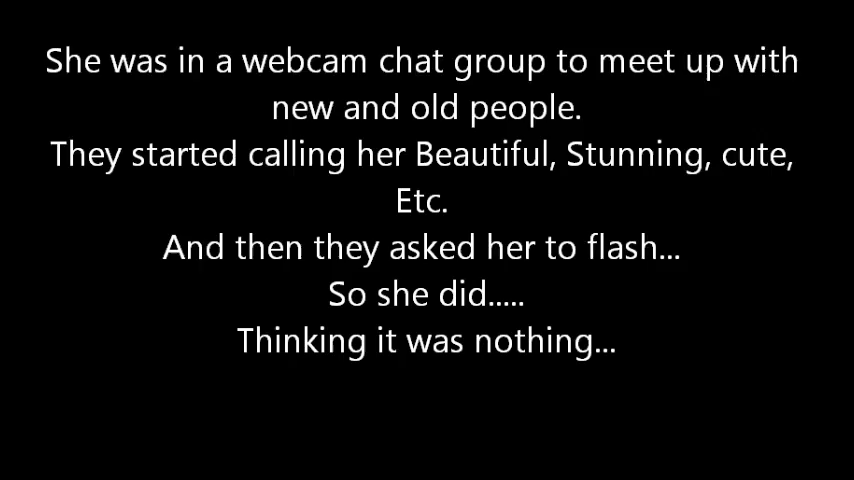 She was in a webcam chat group to meet up with
new and old people.
They started calling her Beautiful, Stunning, cute,
Etc.
And then they asked her to flash...
So she did.....
Thinking it was nothing...